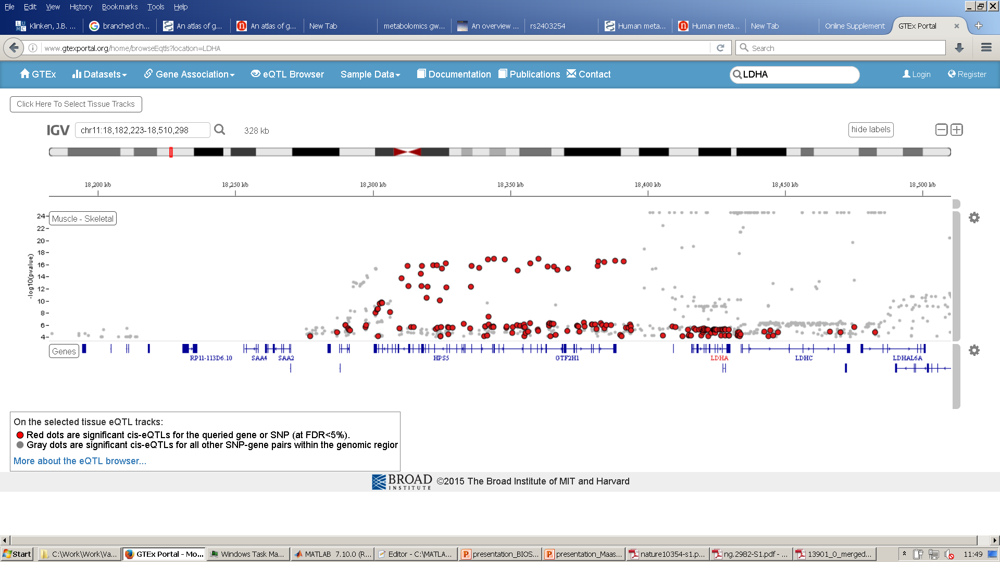 File Edit View History Bookmarks Tools Help
Klinken, J.B. ... branched ch... An atlas of g... An atlas of g... New Tab metabolomics gw... An overview ... rs2403254 Human meta... Human meta... New Tab Online Supplement GTEx Portal
www.gtexportal.org/home/browseEqtls?location=LDHA Search
GTEx Datasets Gene Association eQTL Browser Sample Data Documentation Publications Contact LDHA Login Register
Click Here To Select Tissue Tracks
IGV chr11:18,182,223-18,510,298 328 kb hide labels
18,200 kb 18,250 kb 18,300 kb 18,350 kb 18,400 kb 18,450 kb 18,500 kb
Muscle - Skeletal
24
22
20
18
16
14
12
10
8
6
4
-log10(pvalue)
Genes
RP11-113D6.10 SAA4 SAA2 HPS5 GTF2H1 LDHA LDHC LDHAL6A
On the selected tissue eQTL tracks:
Red dots are significant cis-eQTLs for the queried gene or SNP (at FDR<5%).
Gray dots are significant cis-eQTLs for all other SNP-gene pairs within the genomic regior
More about the eQTL browser...
BROAD INSTITUTE ©2015 The Broad Institute of MIT and Harvard
Start C:\Work\Work\Va... GTEx Portal - Mo... Windows Task Ma... MATLAB 7.10.0 (R... Editor - C:\MATLA... presentation_BIOS... presentation_Maas... nature10354-s1.p... ng.2982-S1.pdf - ... 13901_0_merged... 11:49